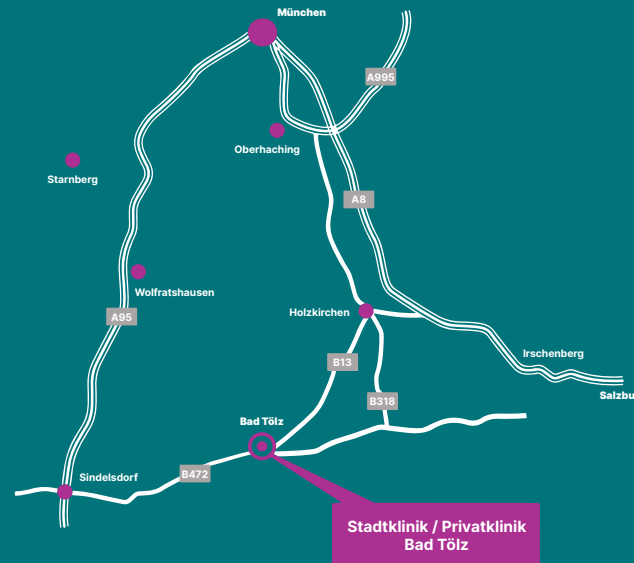 München
A995
Oberhaching
Starnberg
A8
Wolfratshausen
Holzkirchen
A95
Irschenberg
B13
Salzbu
B318
Bad Tölz
B472
Sindelsdorf
Stadtklinik / Privatklinik
Bad Tölz